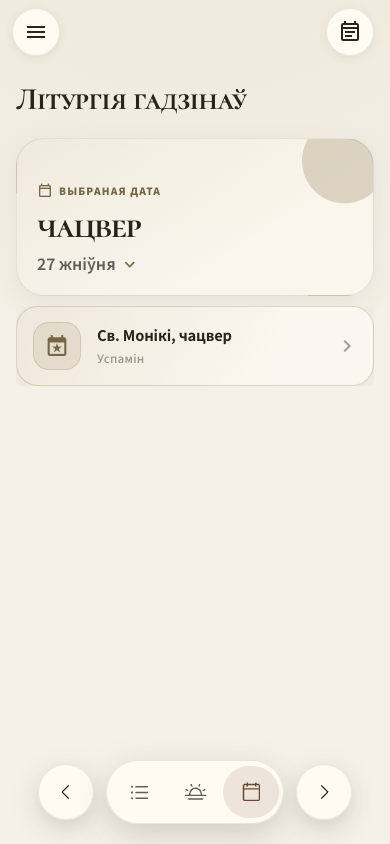 Літургія гадзінаў
ВЫБРАНАЯ ДАТА
ЧАЦВЕР
27 жніўня
Св. Монікі, чацвер
Успамін